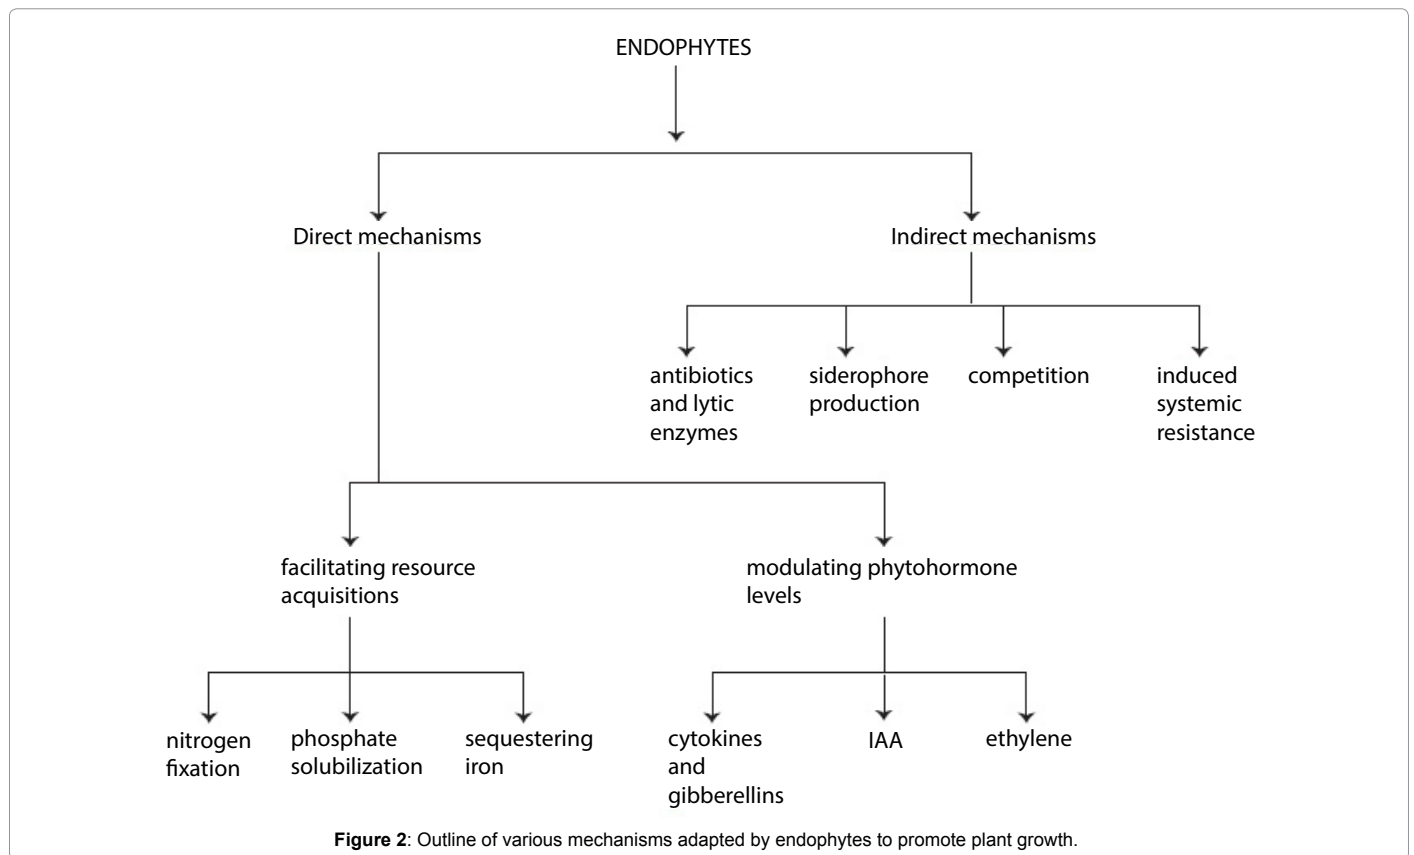 ENDOPHYTES
Direct mechanisms
Indirect mechanisms
antibiotics
and lytic
enzymes
siderophore
production
competition
induced
systemic
resistance
facilitating resource
acquisitions
modulating phytohormone
levels
nitrogen
fixation
phosphate
solubilization
sequestering
iron
cytokines
and
gibberellins
IAA
ethylene
Figure 2: Outline of various mechanisms adapted by endophytes to promote plant growth.